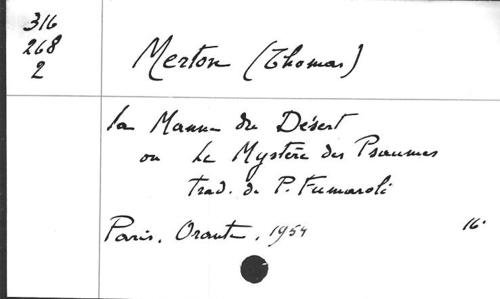 316
268
2
Merton (Thomas)
La Manne du Désert
ou Le Mystère des Psaumes
trad. de P. Fumaroli
Paris, Orante, 1954 16°